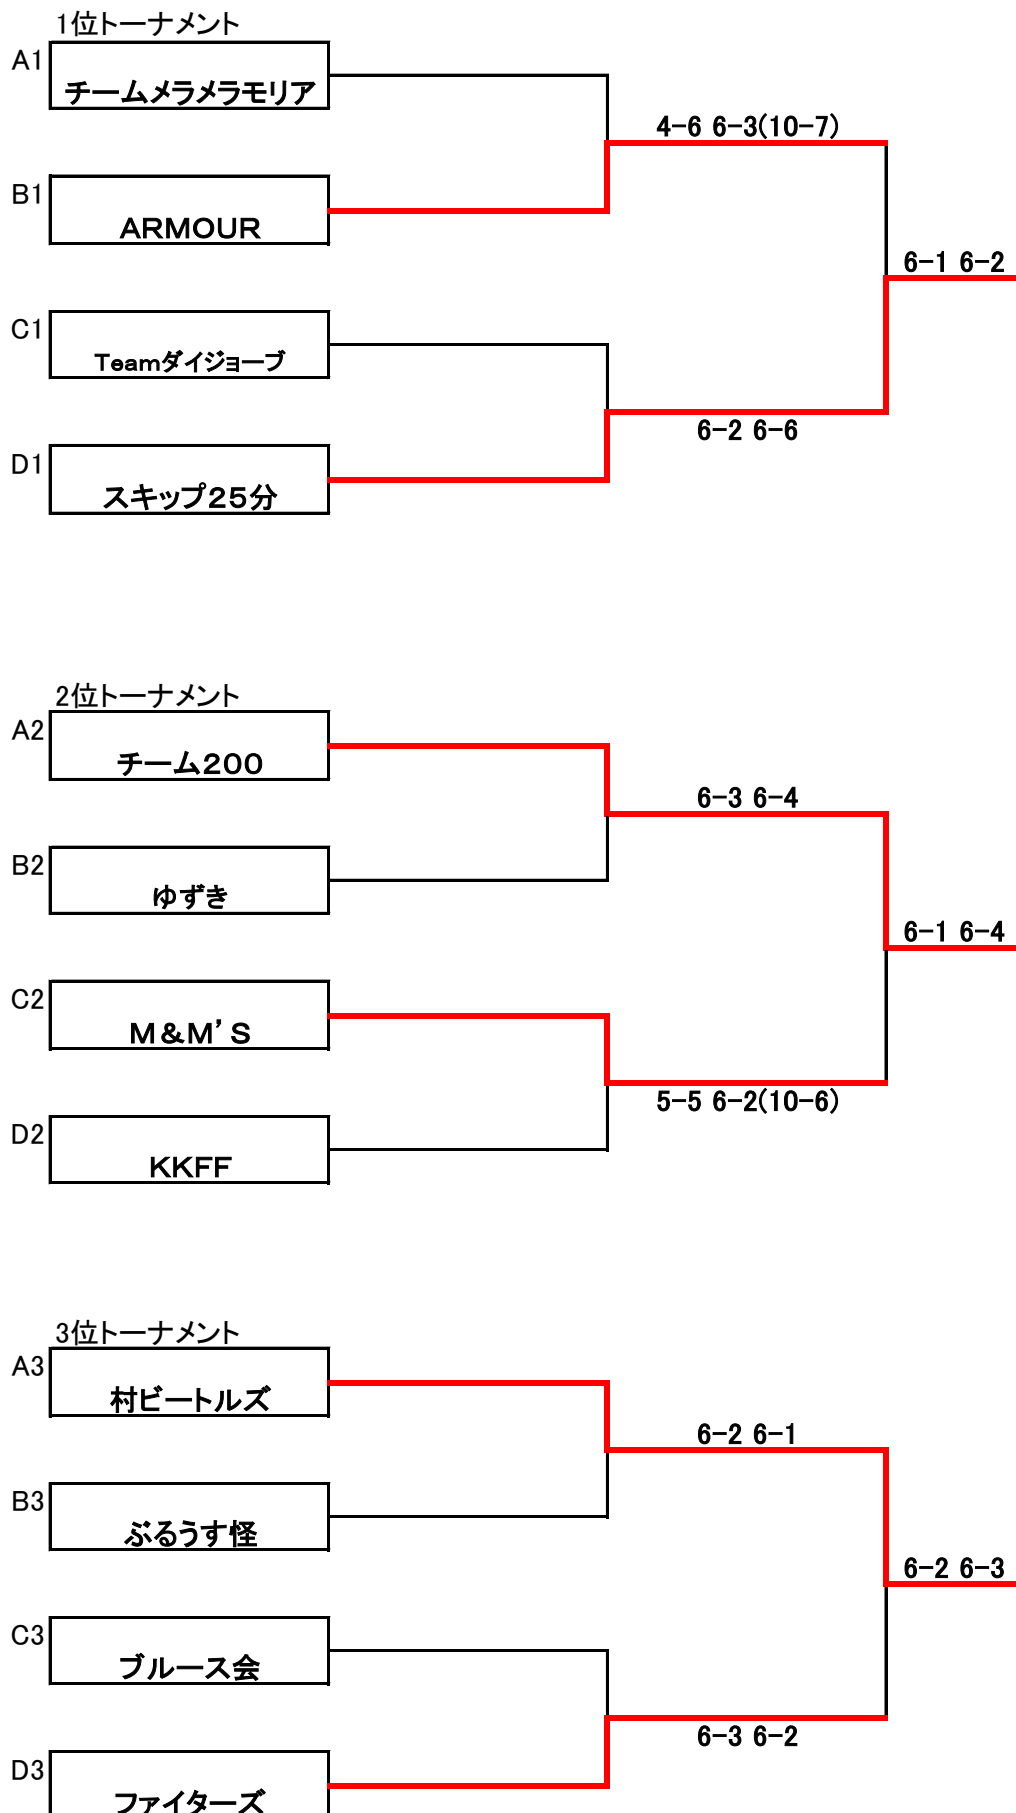 1位トーナメント
A1
チームメラメラモリア
4-6 6-3(10-7)
B1
ARMOUR
6-1 6-2
C1
Teamダイジョーブ
6-2 6-6
D1
スキップ25分
2位トーナメント
A2
チーム200
6-3 6-4
B2
ゆずき
6-1 6-4
C2
M&M'S
5-5 6-2(10-6)
D2
KKFF
3位トーナメント
A3
村ビートルズ
6-2 6-1
B3
ぶるうす怪
6-2 6-3
C3
ブルース会
6-3 6-2
D3
ファイターズ